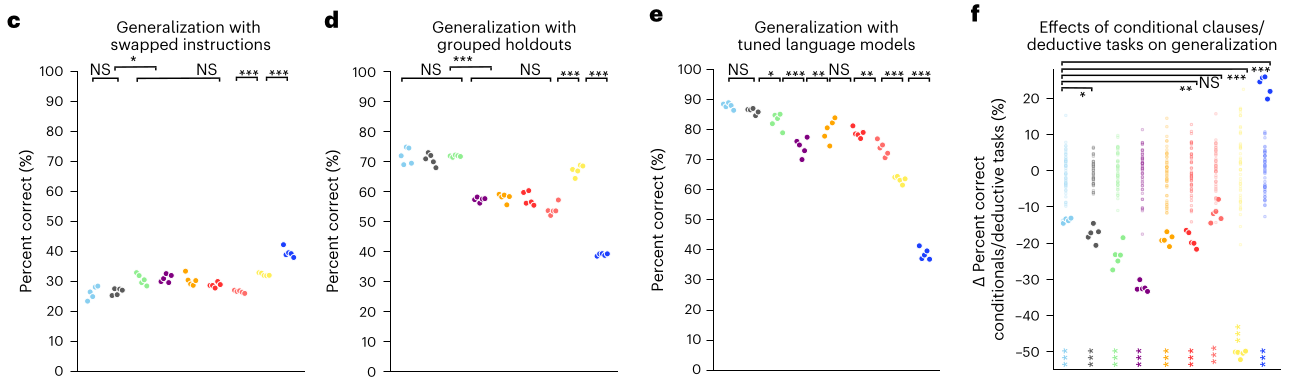 c
Generalization with
swapped instructions
NS
*
NS
***
***
Percent correct (%)
100
90
80
70
60
50
40
30
20
10
0
d
Generalization with
grouped holdouts
NS
***
NS
***
***
Percent correct (%)
100
90
80
70
60
50
40
30
20
10
0
e
Generalization with
tuned language models
NS
*
***
**
NS
**
***
***
Percent correct (%)
100
90
80
70
60
50
40
30
20
10
0
f
Effects of conditional clauses/
deductive tasks on generalization
*
**
NS
***
***
Δ Percent correct
conditionals/deductive tasks (%)
20
10
0
−10
−20
−30
−40
−50
***
***
***
***
***
***
***
***
***